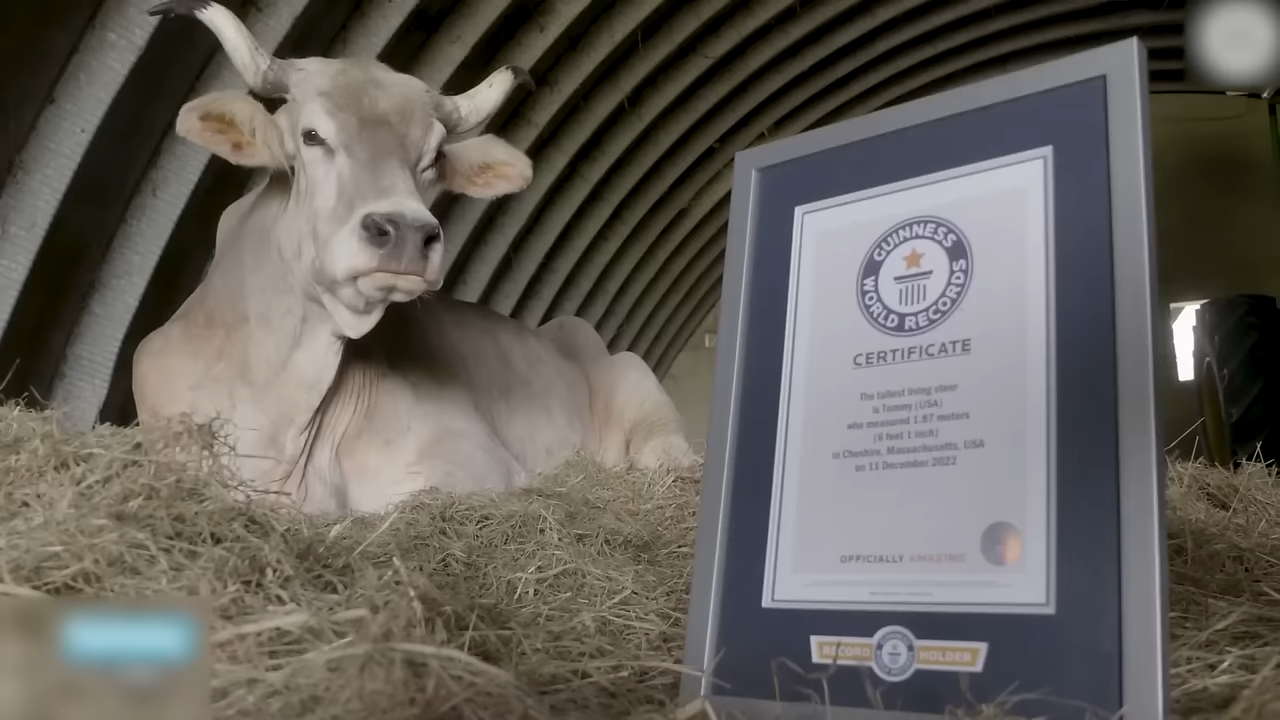 GUINNESS
WORLD RECORDS
CERTIFICATE
The tallest living steer
is Tommy (USA)
who measured 1.87 meters
(6 feet 1 inch)
in Cheshire, Massachusetts, USA
on 11 December 2022
OFFICIALLY AMAZING
RECORD HOLDER